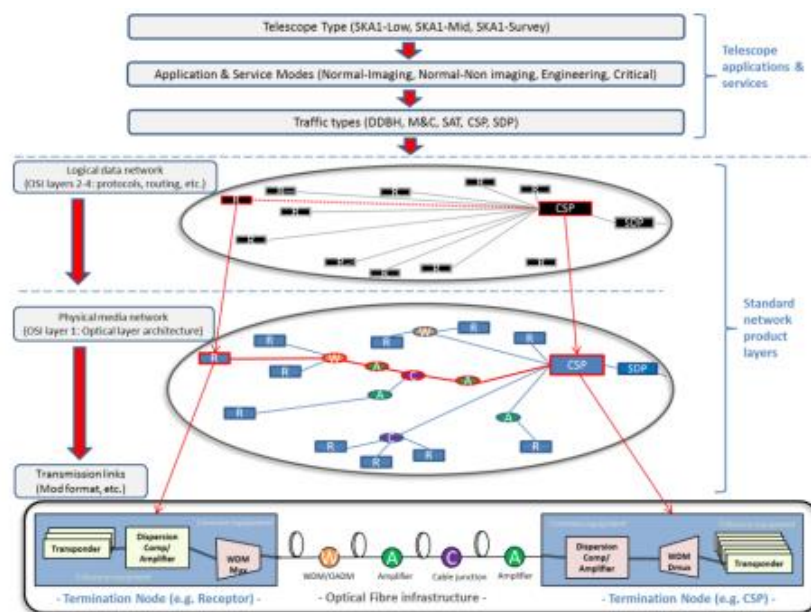 Telescope Type (SKA1-Low, SKA1-Mid, SKA1-Survey)
Telescope
applications &
services
Application & Service Modes (Normal-Imaging, Normal-Non imaging, Engineering, Critical)
Traffic types (DDBH, M&C, SAT, CSP, SDP)
Logical data network
(OSI layers 2-4: protocols, routing, etc.)
CSP
SDP
Physical media network
(OSI layer 1: Optical layer architecture)
Standard
network
product
layers
W
R
R
R
R
R
W
A
C
A
CSP
SDP
A
R
A
C
R
R
R
R
R
Transmission links
(Mod format, etc.)
Transponder
Dispersion
Comp/
Amplifier
WDM
Mux
W
A
C
A
WDM/OADM
Amplifier
Cable junction
Amplifier
Dispersion
Comp/
Amplifier
WDM
Dmux
Transponder
- Termination Node (e.g. Receptor) -
- Optical Fibre infrastructure -
- Termination Node (e.g. CSP) -